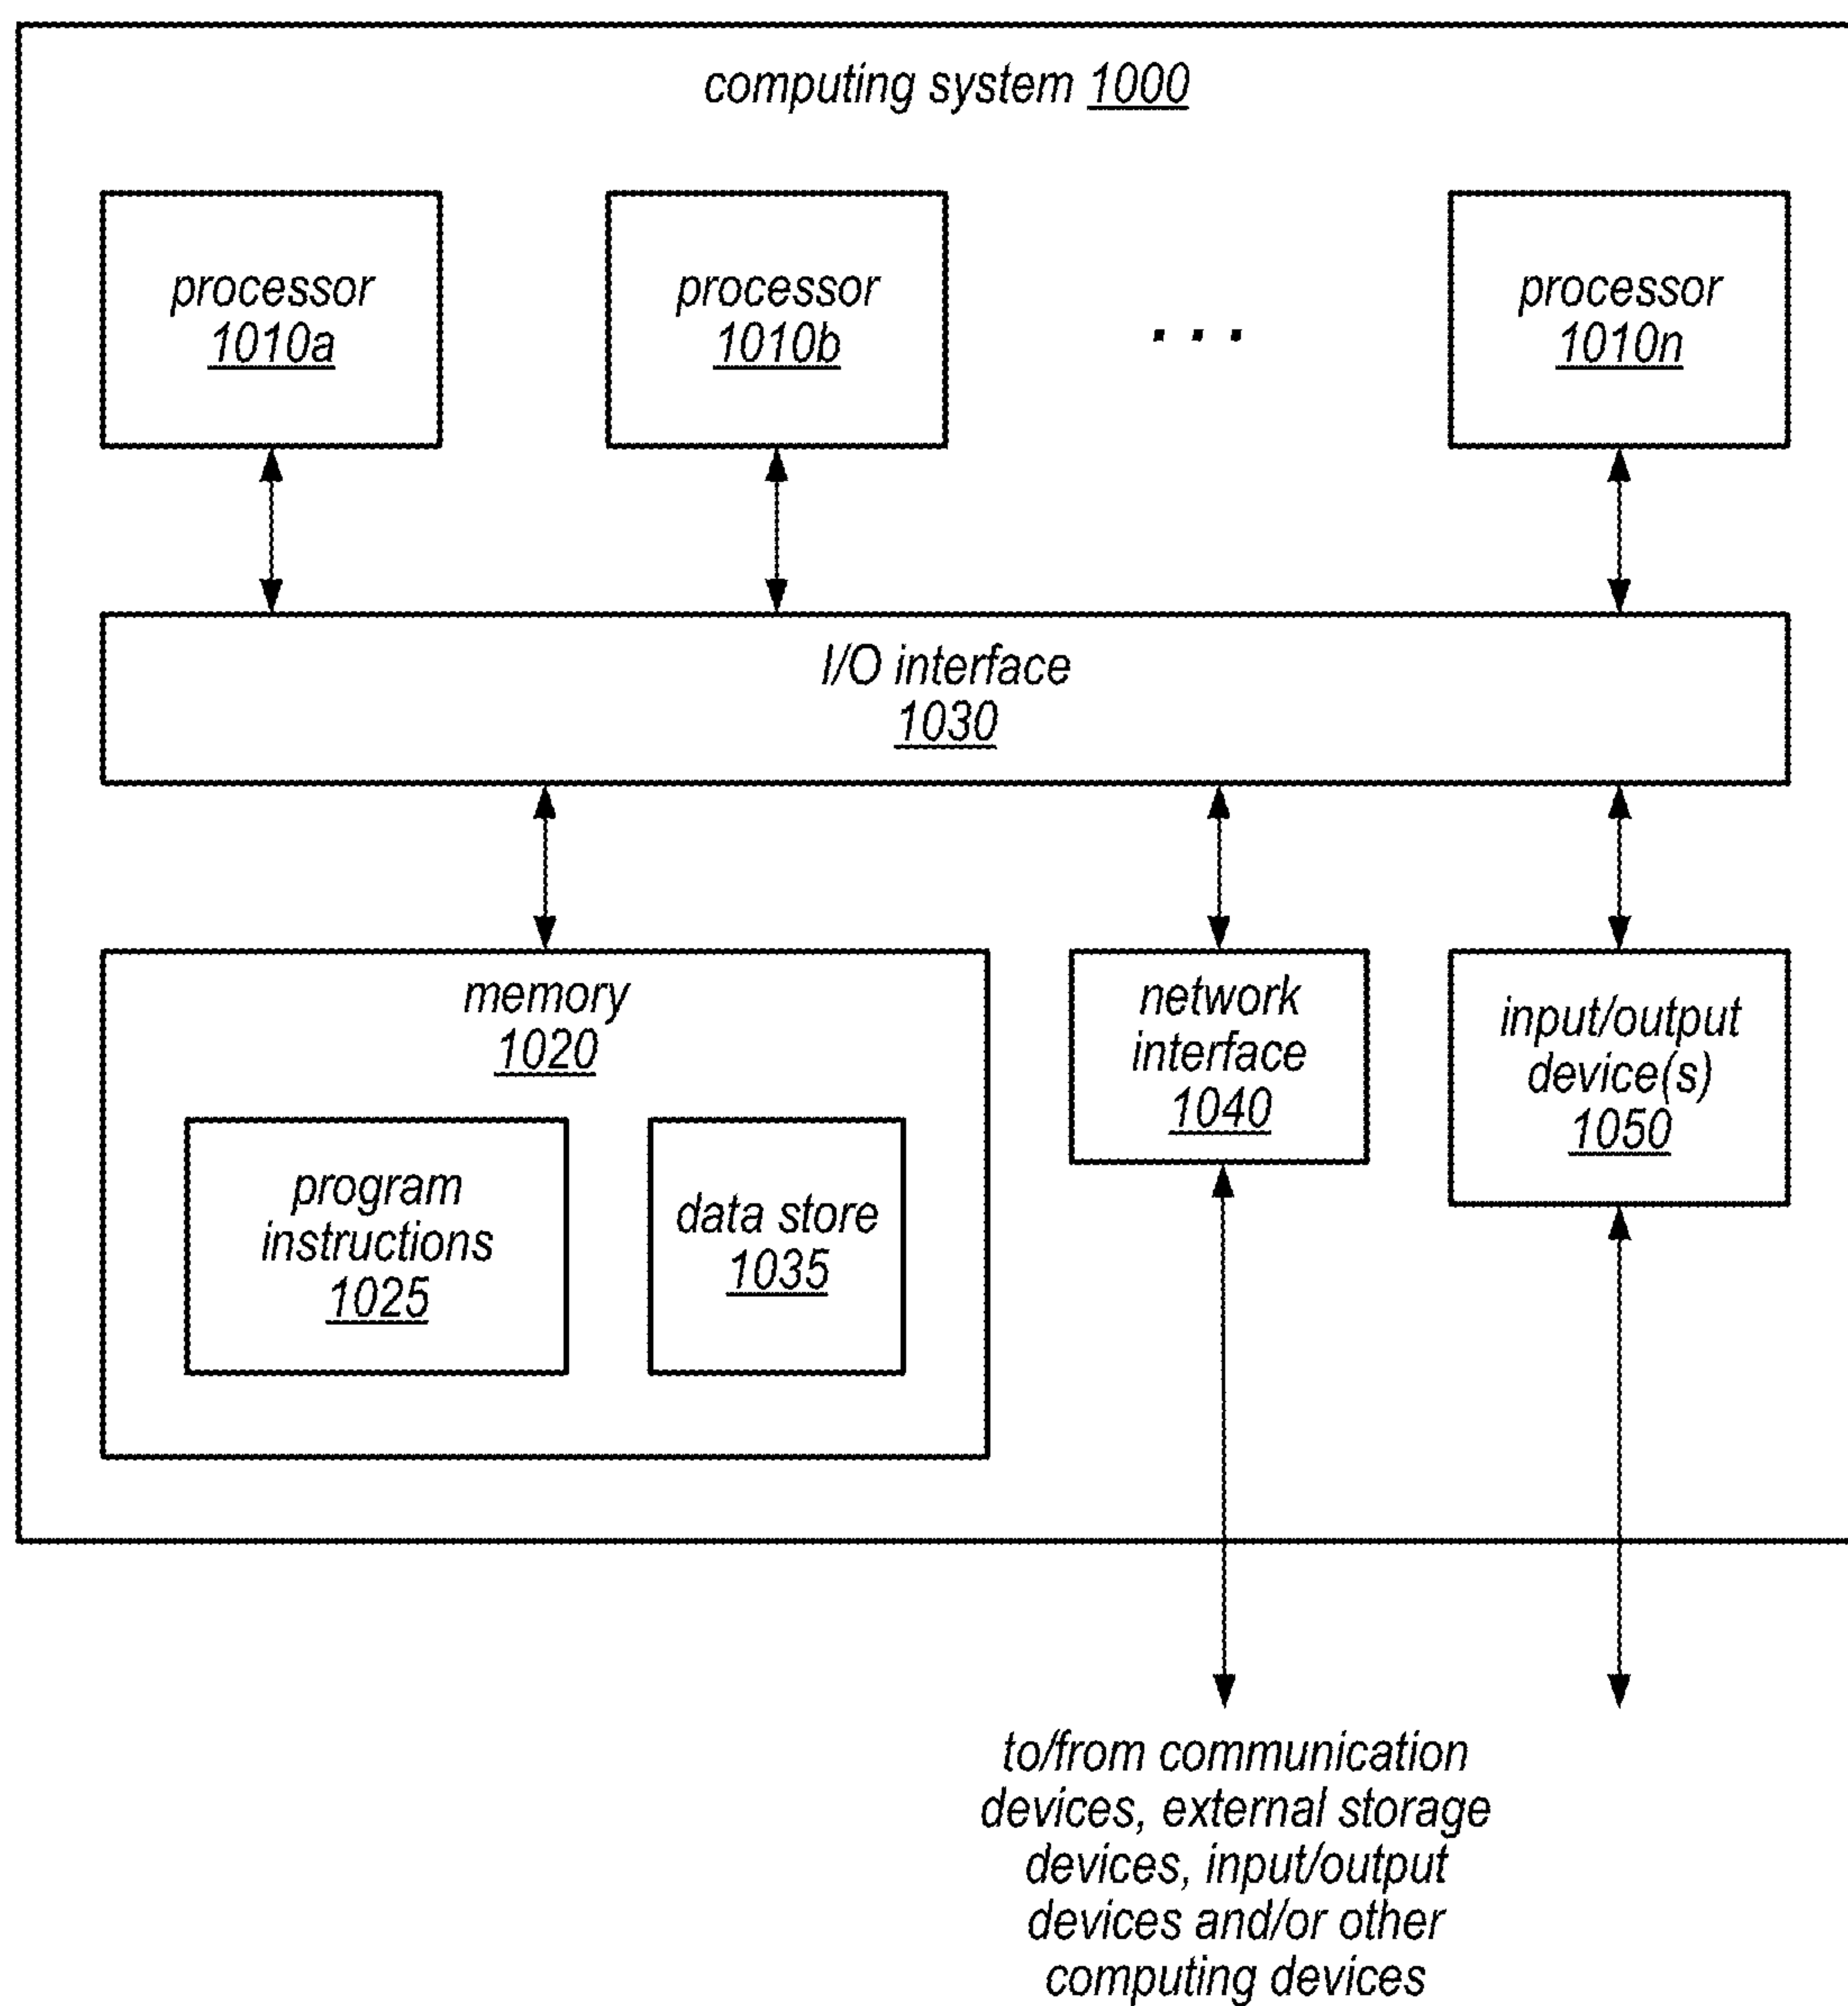 computing system 1000
processor
1010a
processor
1010b
. . .
processor
1010n
I/O interface
1030
memory
1020
program
instructions
1025
data store
1035
network
interface
1040
input/output
device(s)
1050
to/from communication
devices, external storage
devices, input/output
devices and/or other
computing devices